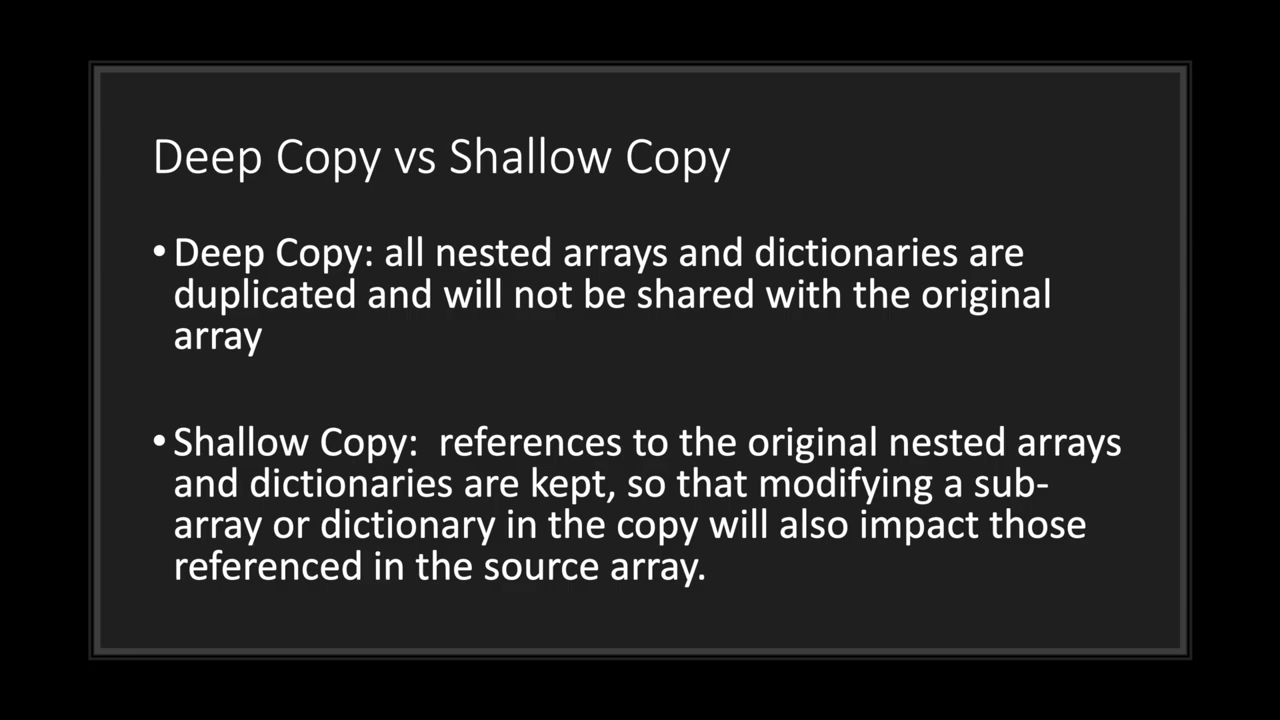 Deep Copy vs Shallow Copy
• Deep Copy: all nested arrays and dictionaries are
duplicated and will not be shared with the original
array
• Shallow Copy:  references to the original nested arrays
and dictionaries are kept, so that modifying a sub-
array or dictionary in the copy will also impact those
referenced in the source array.